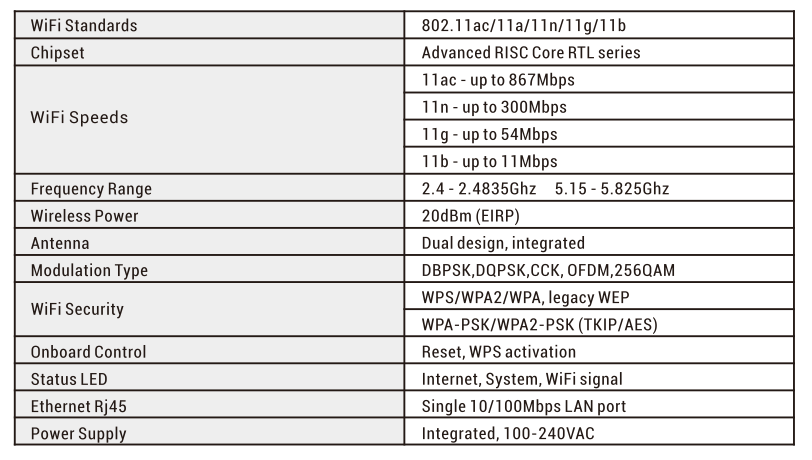 WiFi Standards 802.11ac/11a/11n/11g/11b
Chipset Advanced RISC Core RTL series
WiFi Speeds
11ac - up to 867Mbps
11n - up to 300Mbps
11g - up to 54Mbps
11b - up to 11Mbps
Frequency Range 2.4 - 2.4835Ghz 5.15 - 5.825Ghz
Wireless Power 20dBm (EIRP)
Antenna Dual design, integrated
Modulation Type DBPSK,DQPSK,CCK, OFDM,256QAM
WiFi Security
WPS/WPA2/WPA, legacy WEP
WPA-PSK/WPA2-PSK (TKIP/AES)
Onboard Control Reset, WPS activation
Status LED Internet, System, WiFi signal
Ethernet Rj45 Single 10/100Mbps LAN port
Power Supply Integrated, 100-240VAC